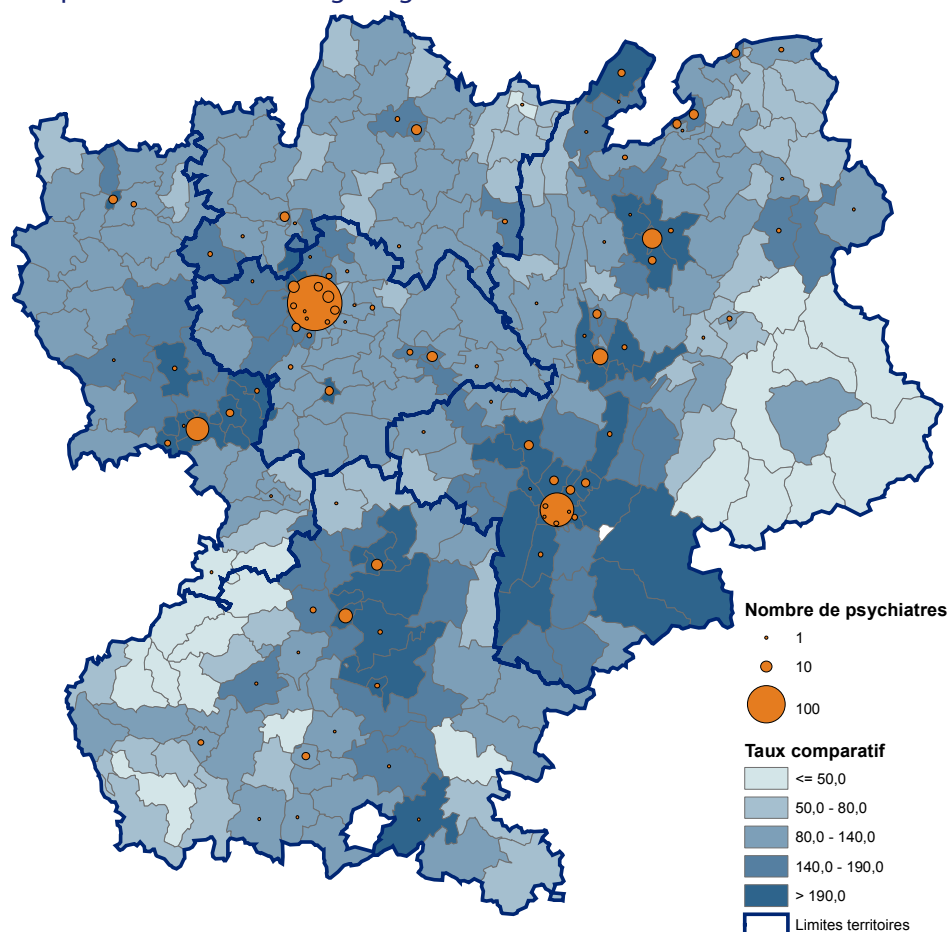 Nombre de psychiatres
1
10
100
Taux comparatif
<= 50,0
50,0 - 80,0
80,0 - 140,0
140,0 - 190,0
> 190,0
Limites territoires